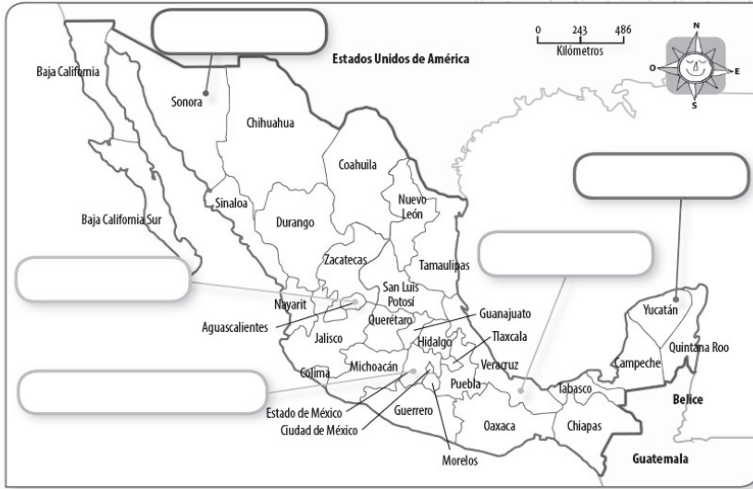 Baja California
Estados Unidos de América
0 243 486
Kilómetros
N
O
E
S
Sonora
Chihuahua
Coahuila
Baja California Sur
Sinaloa
Durango
Nuevo
León
Zacatecas
Tamaulipas
San Luis
Potosí
Nayarit
Aguascalientes
Querétaro
Guanajuato
Jalisco
Hidalgo
Tlaxcala
Yucatán
Quintana Roo
Campeche
Colima
Michoacán
Veracruz
Puebla
Tabasco
Belice
Estado de México
Guerrero
Ciudad de México
Oaxaca
Chiapas
Morelos
Guatemala